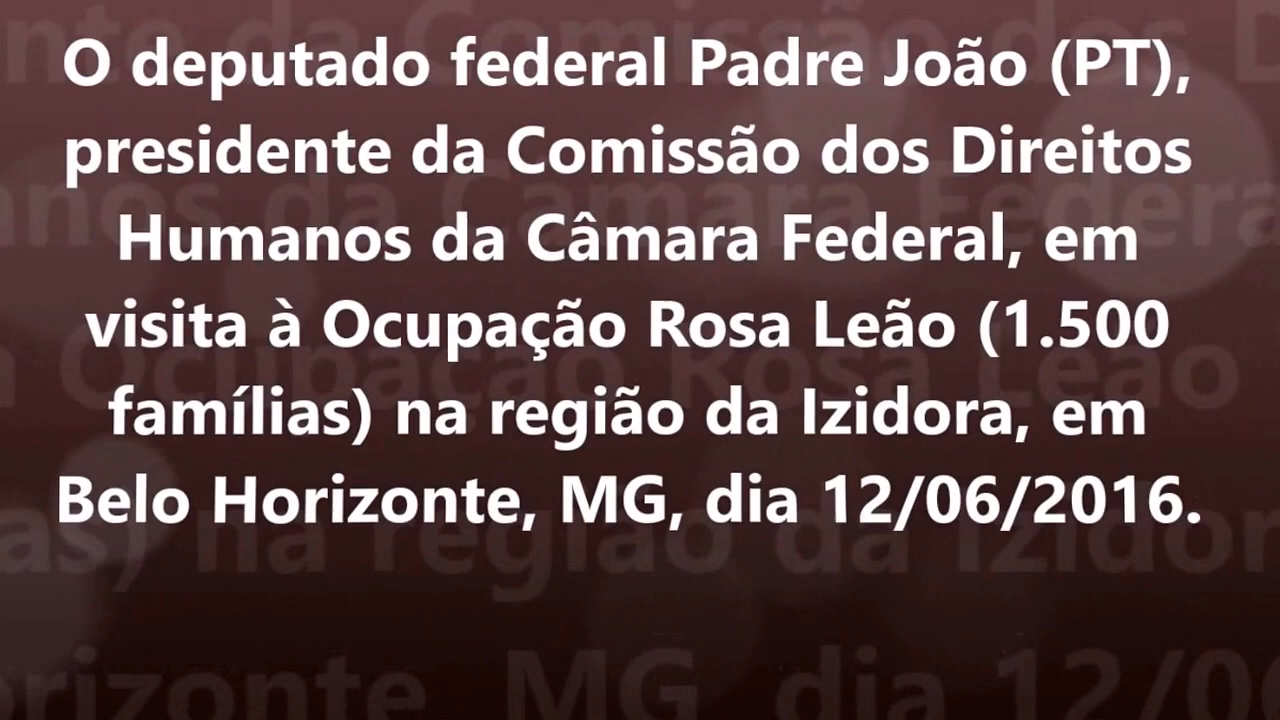 O deputado federal Padre João (PT),
presidente da Comissão dos Direitos
Humanos da Câmara Federal, em
visita à Ocupação Rosa Leão (1.500
famílias) na região da Izidora, em
Belo Horizonte, MG, dia 12/06/2016.